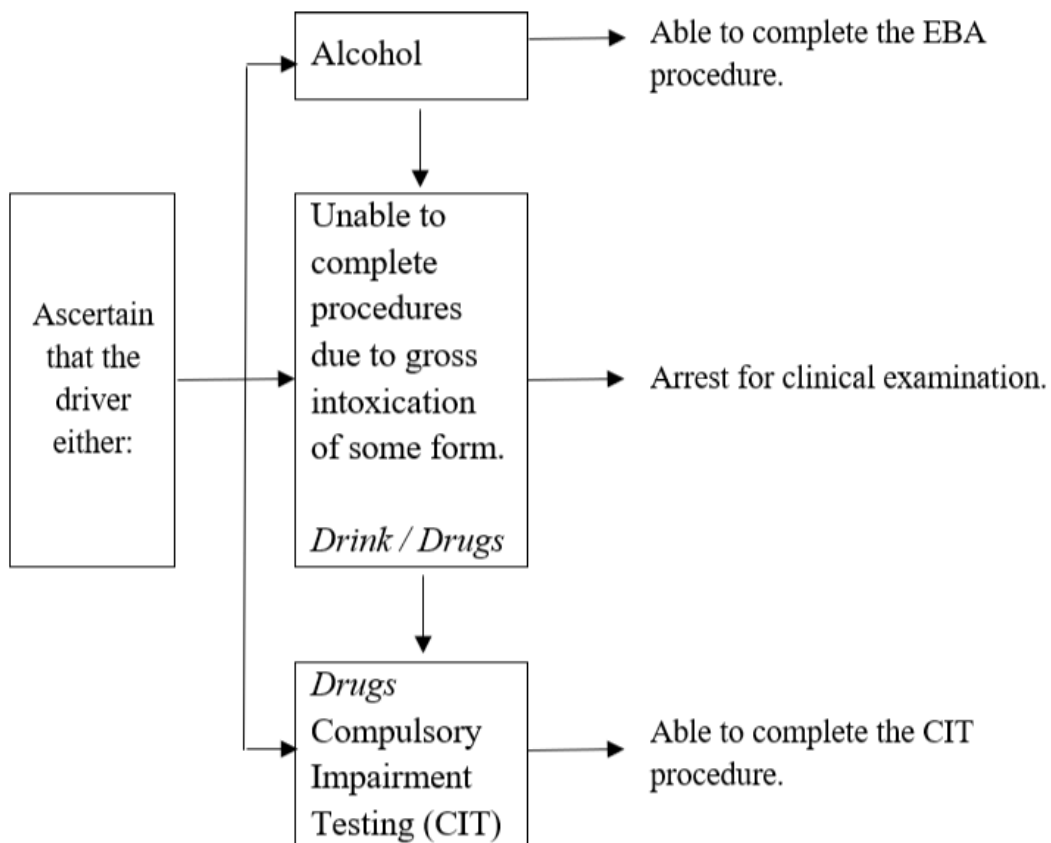 Alcohol
Able to complete the EBA
procedure.
Ascertain
that the
driver
either:
Unable to
complete
procedures
due to gross
intoxication
of some form.
Drink / Drugs
Arrest for clinical examination.
Drugs
Compulsory
Impairment
Testing (CIT)
Able to complete the CIT
procedure.